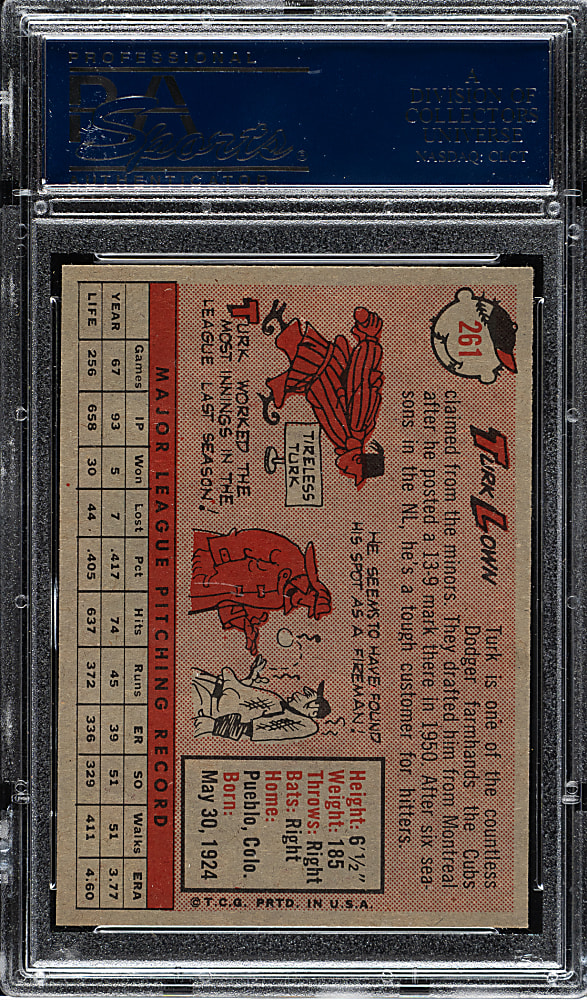 PROFESSIONAL
PSA
Sports
AUTHENTICATOR
A
DIVISION OF
COLLECTORS
UNIVERSE
NASDAQ: CLCT
261
TURK LOWN
Turk is one of the countless
Dodger farmhands the Cubs
claimed from the minors. They drafted him from Montreal
after he posted a 13-9 mark there in 1950. After six sea-
sons in the NL, he's a tough customer for hitters.
TIRELESS
TURK
TURK WORKED THE
MOST INNINGS IN THE
LEAGUE LAST SEASON!
HE SEEMS TO HAVE FOUND
HIS SPOT AS A FIREMAN!
Height: 6'½"
Weight: 185
Throws: Right
Bats: Right
Home:
Pueblo, Colo.
Born:
May 30, 1924
©T.C.G. PRTD. IN U.S.A.
MAJOR LEAGUE PITCHING RECORD
Games IP Won Lost Pct Hits Runs ER SO Walks ERA
YEAR 67 93 5 7 .417 74 45 39 51 51 3.77
LIFE 256 658 30 44 .405 637 372 336 329 411 4.60